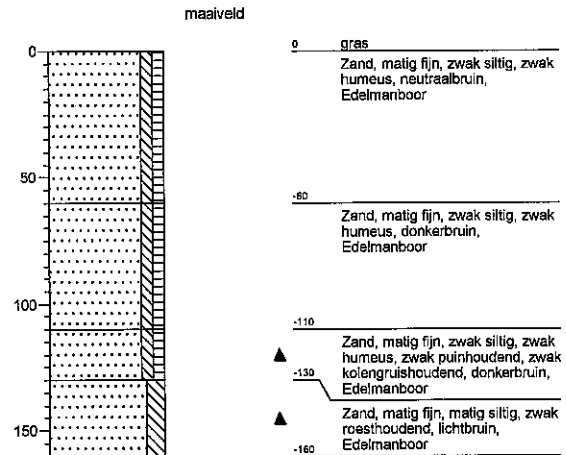 maaiveld
0
0 gras
Zand, matig fijn, zwak siltig, zwak
humeus, neutraalbruin,
Edelmanboor
50
-60
Zand, matig fijn, zwak siltig, zwak
humeus, donkerbruin,
Edelmanboor
100
-110
Zand, matig fijn, zwak siltig, zwak
humeus, zwak puinhoudend, zwak
kolengruishoudend, donkerbruin,
Edelmanboor
-130
Zand, matig fijn, matig siltig, zwak
roesthoudend, lichtbruin,
Edelmanboor
150
-160